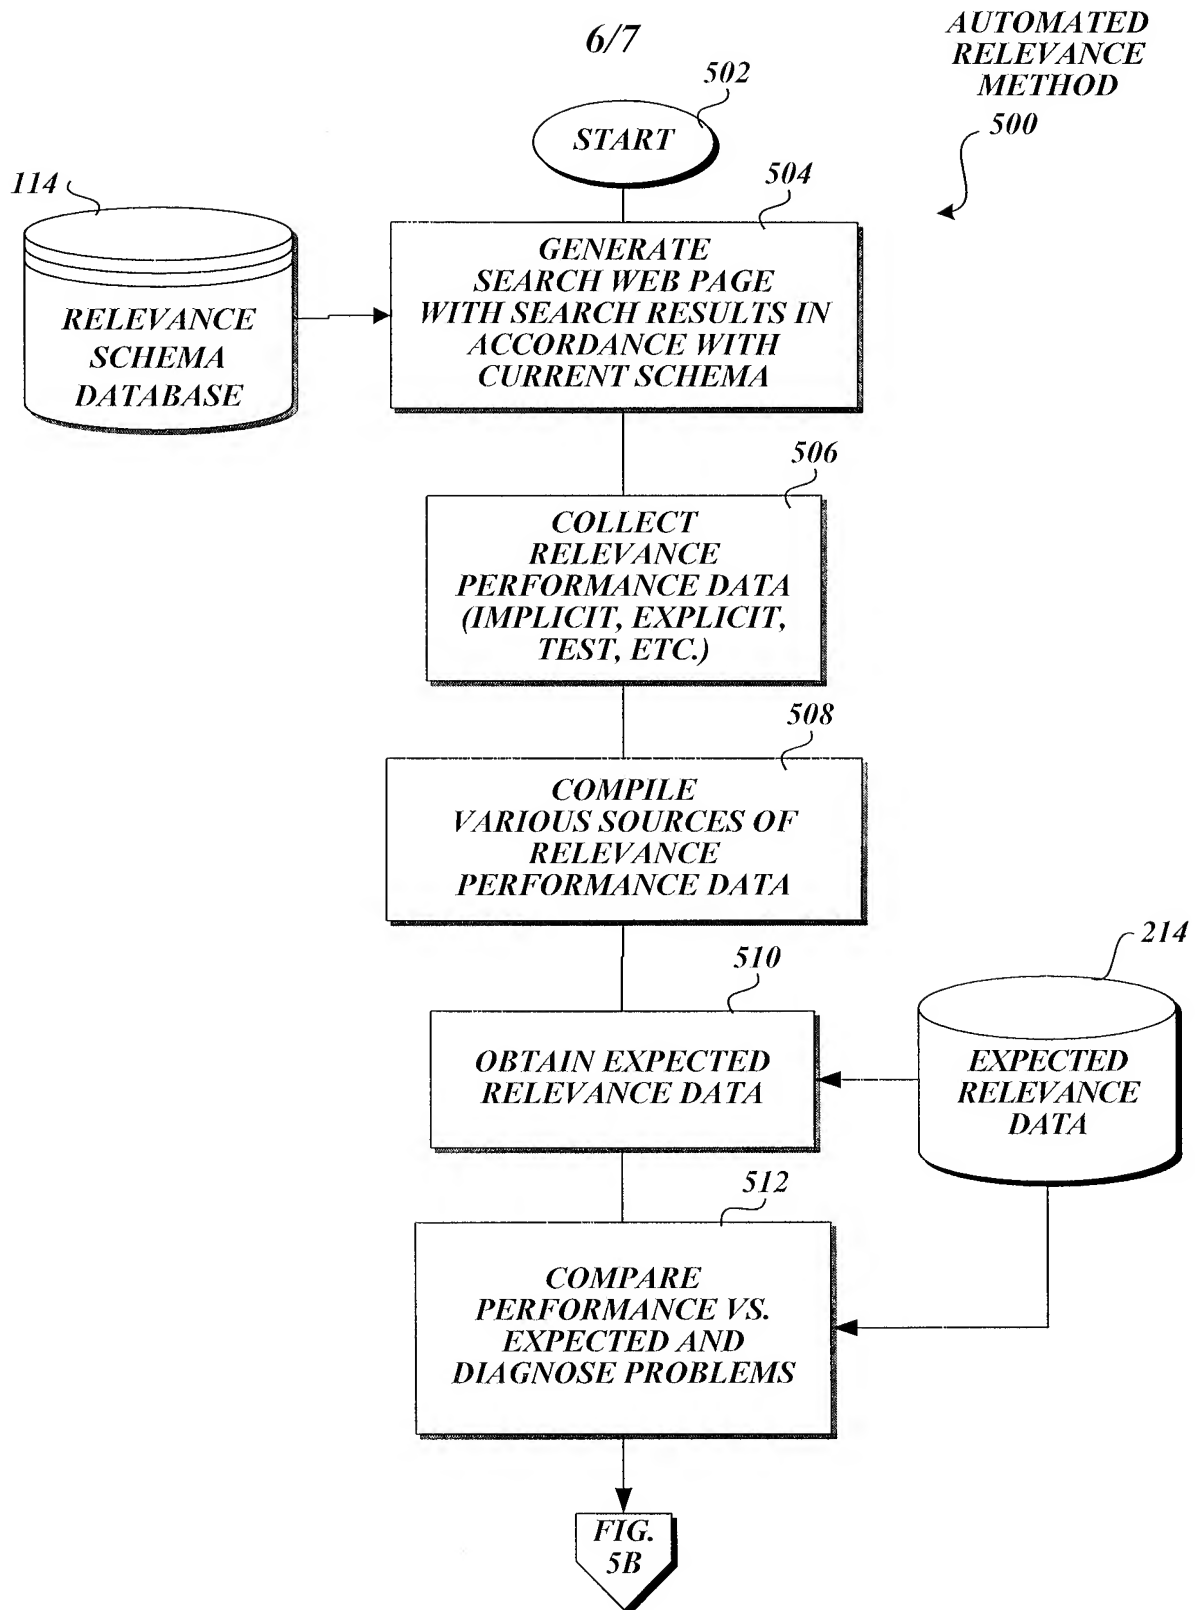 6/7
AUTOMATED
RELEVANCE
METHOD
500
502
START
114
RELEVANCE
SCHEMA
DATABASE
504
GENERATE
SEARCH WEB PAGE
WITH SEARCH RESULTS IN
ACCORDANCE WITH
CURRENT SCHEMA
506
COLLECT
RELEVANCE
PERFORMANCE DATA
(IMPLICIT, EXPLICIT,
TEST, ETC.)
508
COMPILE
VARIOUS SOURCES OF
RELEVANCE
PERFORMANCE DATA
510
OBTAIN EXPECTED
RELEVANCE DATA
214
EXPECTED
RELEVANCE
DATA
512
COMPARE
PERFORMANCE VS.
EXPECTED AND
DIAGNOSE PROBLEMS
FIG.
5B